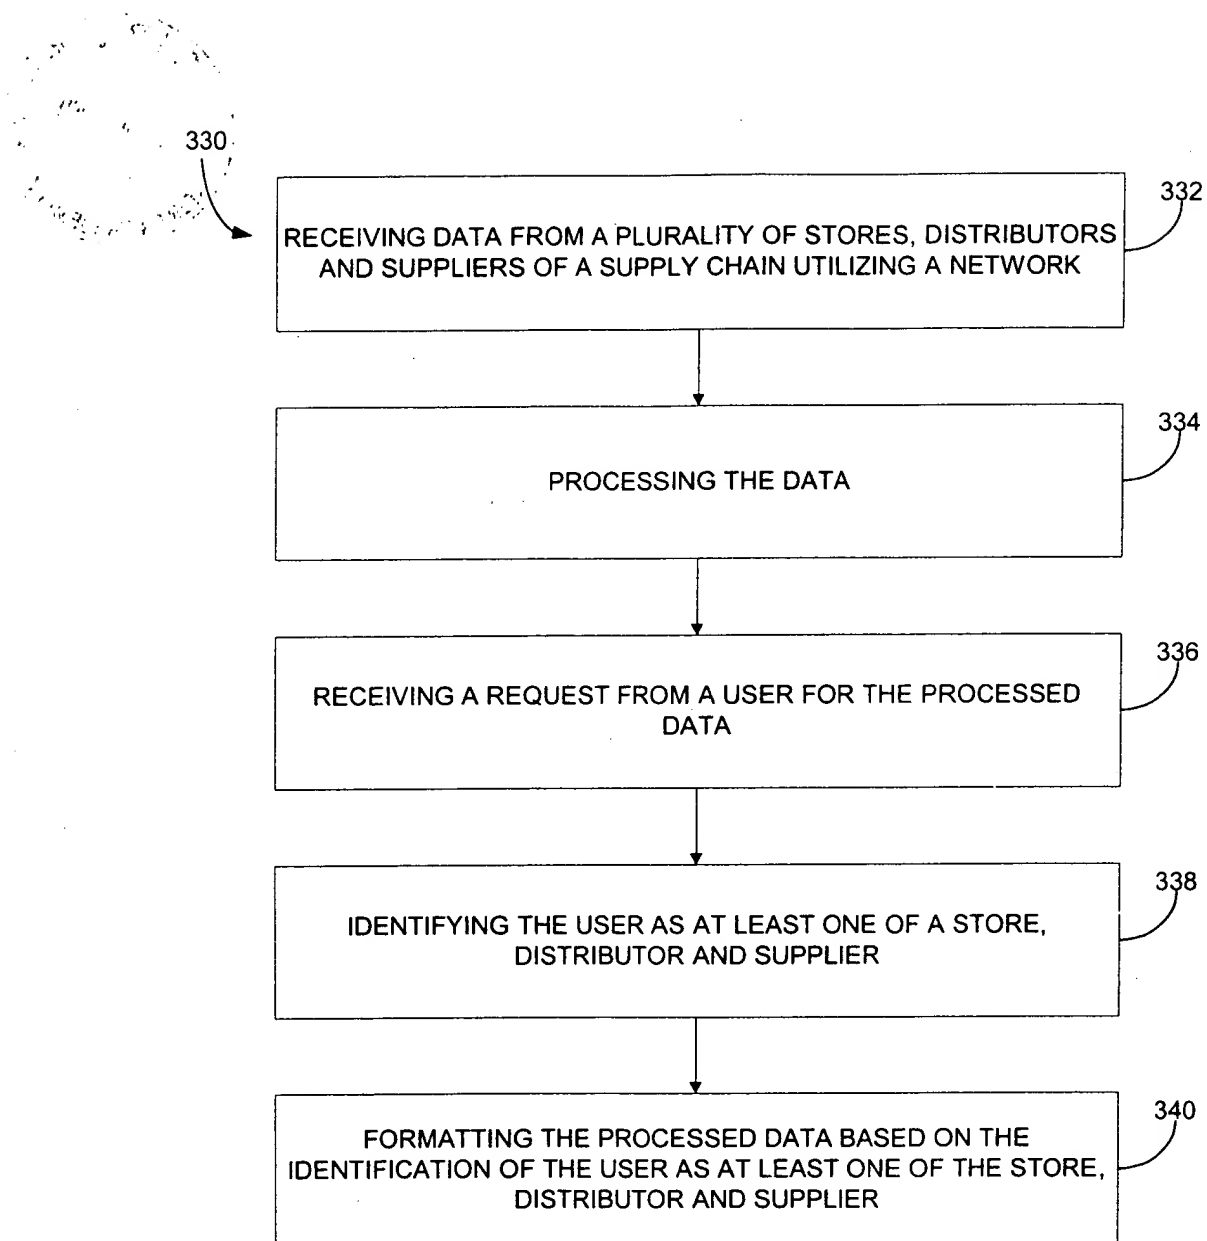 330
332
RECEIVING DATA FROM A PLURALITY OF STORES, DISTRIBUTORS
AND SUPPLIERS OF A SUPPLY CHAIN UTILIZING A NETWORK
334
PROCESSING THE DATA
336
RECEIVING A REQUEST FROM A USER FOR THE PROCESSED
DATA
338
IDENTIFYING THE USER AS AT LEAST ONE OF A STORE,
DISTRIBUTOR AND SUPPLIER
340
FORMATTING THE PROCESSED DATA BASED ON THE
IDENTIFICATION OF THE USER AS AT LEAST ONE OF THE STORE,
DISTRIBUTOR AND SUPPLIER